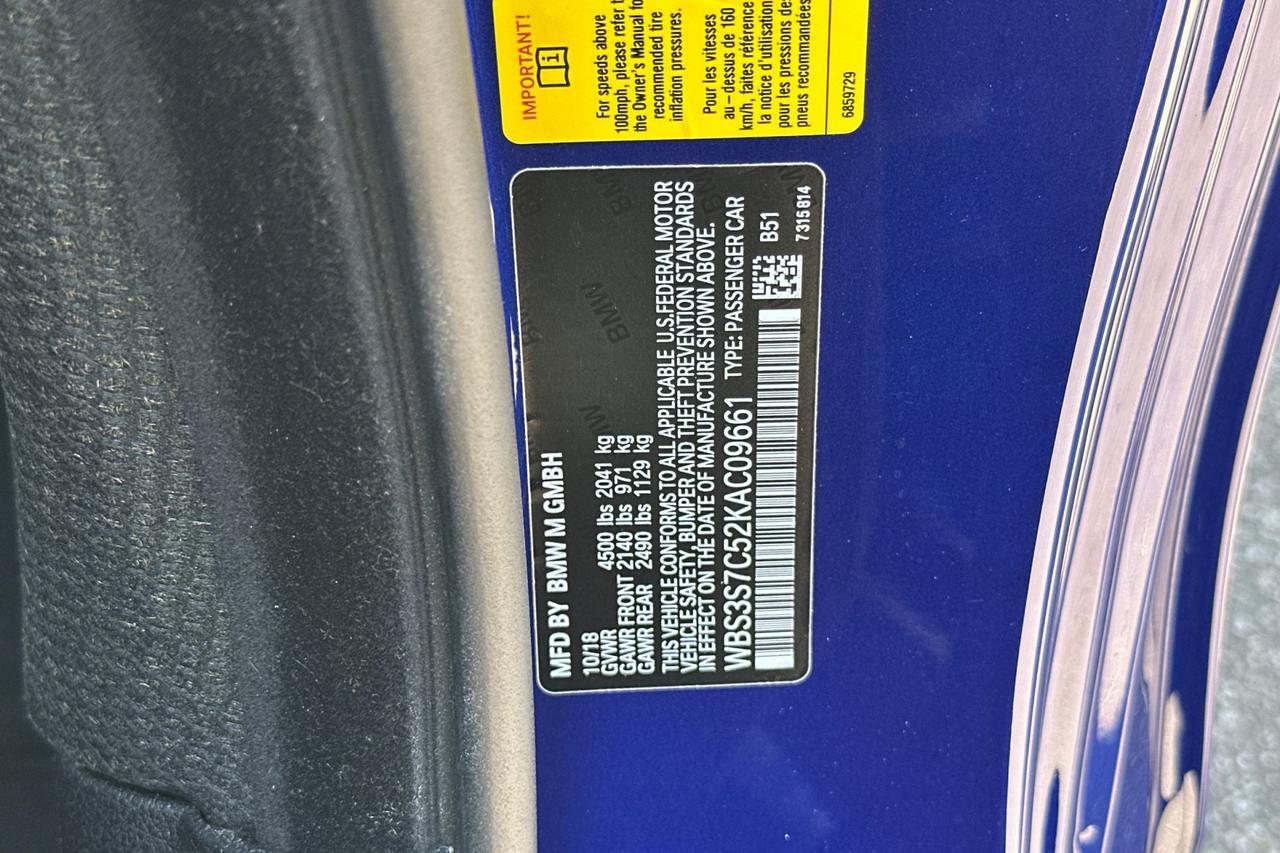 MFD BY BMW M GMBH
10/18
GVWR 4500 lbs 2041 kg
GAWR FRONT 2140 lbs 971 kg
GAWR REAR 2490 lbs 1129 kg
THIS VEHICLE CONFORMS TO ALL APPLICABLE U.S.FEDERAL MOTOR
VEHICLE SAFETY, BUMPER AND THEFT PREVENTION STANDARDS
IN EFFECT ON THE DATE OF MANUFACTURE SHOWN ABOVE.
WBS3S7C52KAC09661 TYPE: PASSENGER CAR
B51
7315814
IMPORTANT!
For speeds above
100mph, please refer
the Owner's Manual
recommended tire
inflation pressures.
Pour les vitesses
au-dessus de 160
km/h, faites référence
la notice d'utilisation
pour les pressions
pneus recommandées
6859729